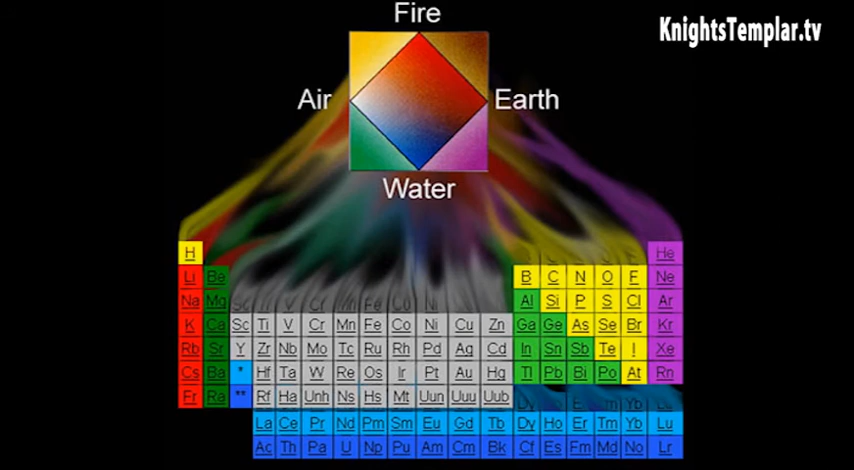 Fire
KnightsTemplar.tv
Air
Earth
Water
H He
Li Be B C N O F Ne
Na Mg Al Si P S Cl Ar
K Ca Sc Ti V Cr Mn Fe Co Ni Cu Zn Ga Ge As Se Br Kr
Rb Sr Y Zr Nb Mo Tc Ru Rh Pd Ag Cd In Sn Sb Te I Xe
Cs Ba * Hf Ta W Re Os Ir Pt Au Hg Tl Pb Bi Po At Rn
Fr Ra ** Rf Ha Unh Ns Hs Mt Uun Uuu Uub
La Ce Pr Nd Pm Sm Eu Gd Tb Dy Ho Er Tm Yb Lu
Ac Th Pa U Np Pu Am Cm Bk Cf Es Fm Md No Lr